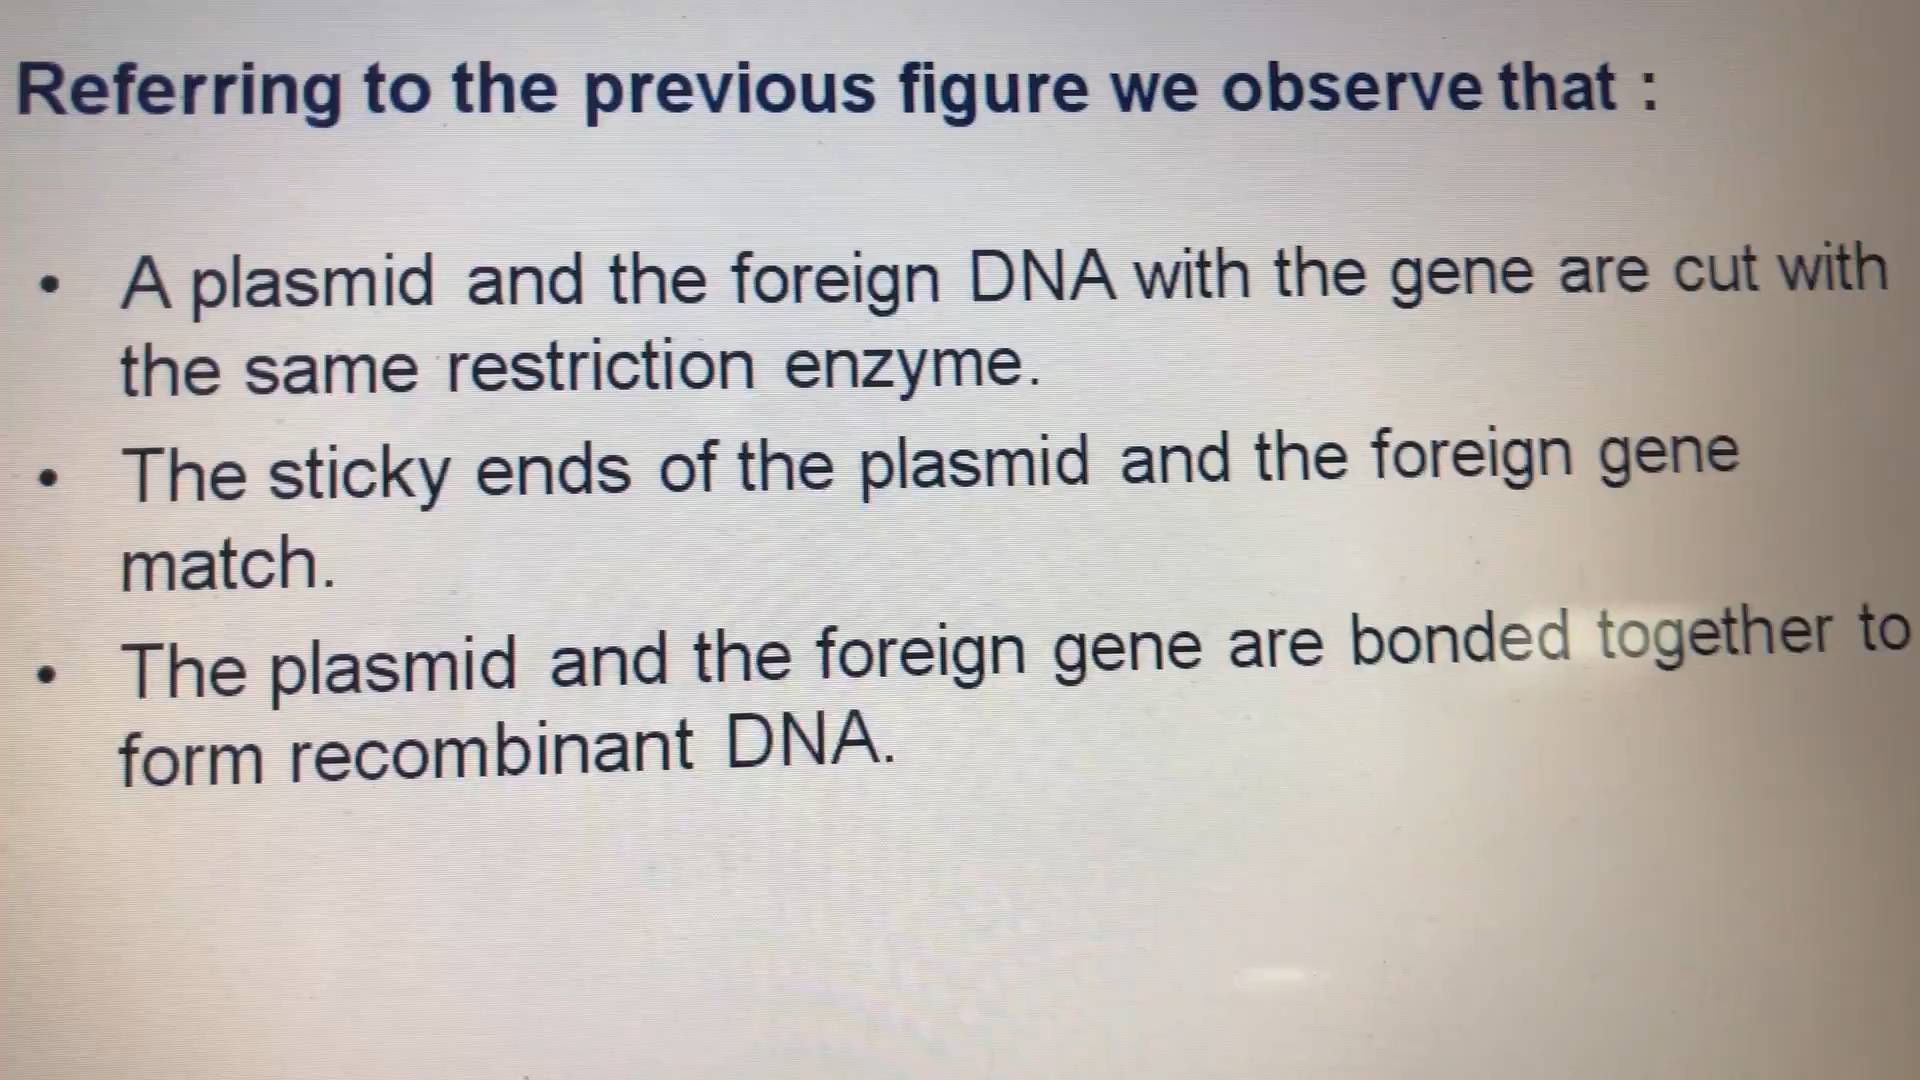 Referring to the previous figure we observe that :
• A plasmid and the foreign DNA with the gene are cut with
the same restriction enzyme.
• The sticky ends of the plasmid and the foreign gene
match.
• The plasmid and the foreign gene are bonded together to
form recombinant DNA.